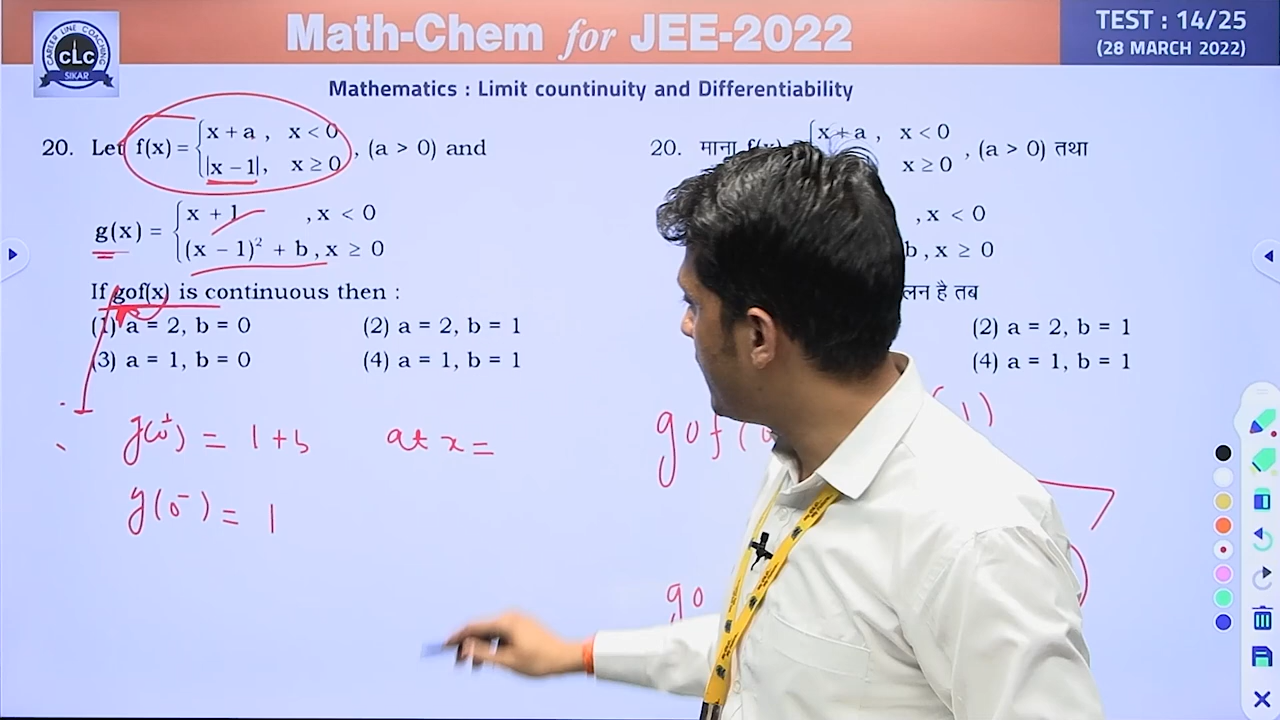 CAREER LINE COACHING
CLC
SIKAR
Math-Chem for JEE-2022
TEST : 14/25
(28 MARCH 2022)
Mathematics : Limit countinuity and Differentiability
20. Let f(x) = { x + a , x < 0
|x − 1|, x ≥ 0 , (a > 0) and
g(x) = { x + 1 , x < 0
(x − 1)² + b , x ≥ 0
If gof(x) is continuous then :
(1) a = 2, b = 0 (2) a = 2, b = 1
(3) a = 1, b = 0 (4) a = 1, b = 1
g(0⁺) = 1 + b at x =
g(0⁻) = 1
20. माना f(x) x + a , x < 0
x ≥ 0 , (a > 0) तथा
, x < 0
b , x ≥ 0
है तब
(2) a = 2, b = 1
(4) a = 1, b = 1
gof(
1)
go